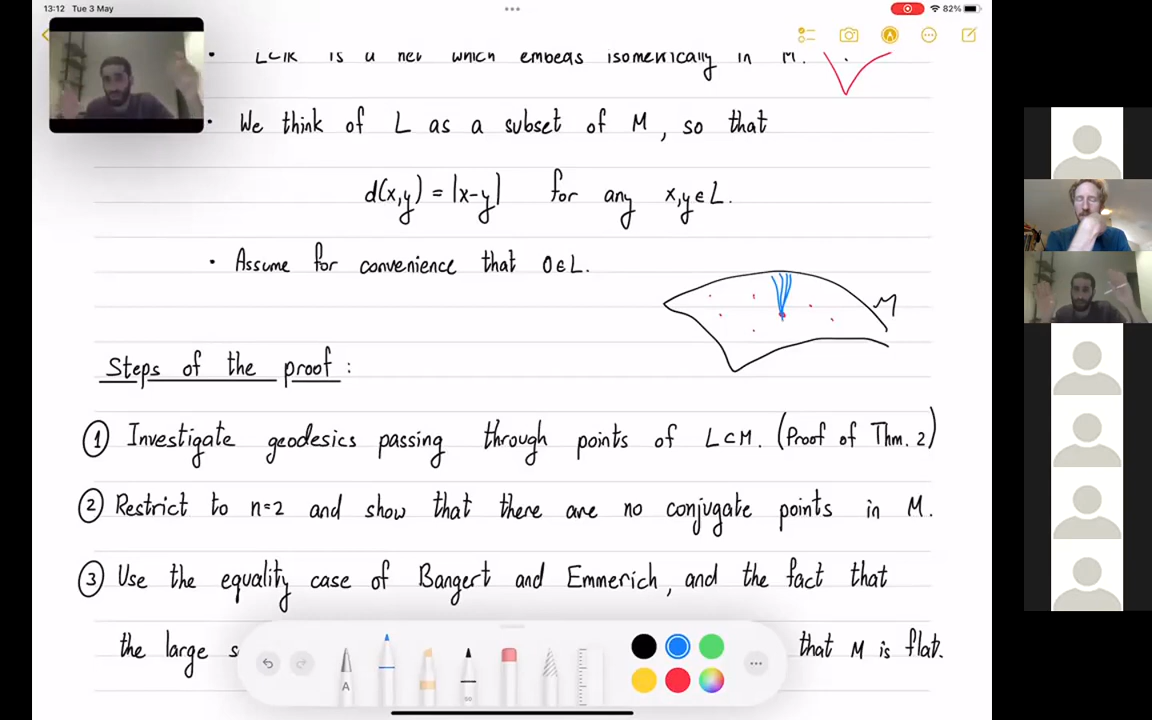 13:12 Tue 3 May
82%
is a net which embeds isometrically in M.
• We think of L as a subset of M, so that
d(x,y) = |x-y| for any x,y∈L.
• Assume for convenience that 0∈L.
M
Steps of the proof:
① Investigate geodesics passing through points of L⊂M. (Proof of Thm. 2)
② Restrict to n=2 and show that there are no conjugate points in M.
③ Use the equality case of Bangert and Emmerich, and the fact that
the large
that M is flat.
A
50